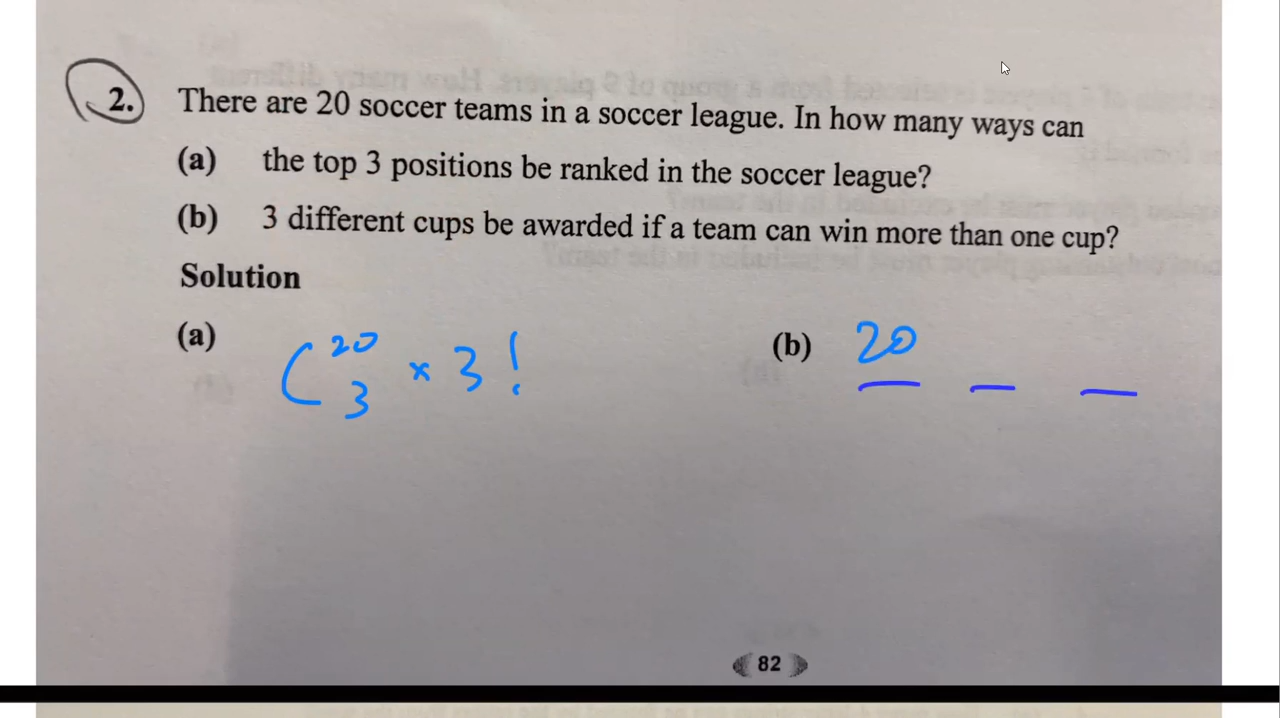 2. There are 20 soccer teams in a soccer league. In how many ways can
(a) the top 3 positions be ranked in the soccer league?
(b) 3 different cups be awarded if a team can win more than one cup?
Solution
(a) C 20 3 × 3! (b) 20
82